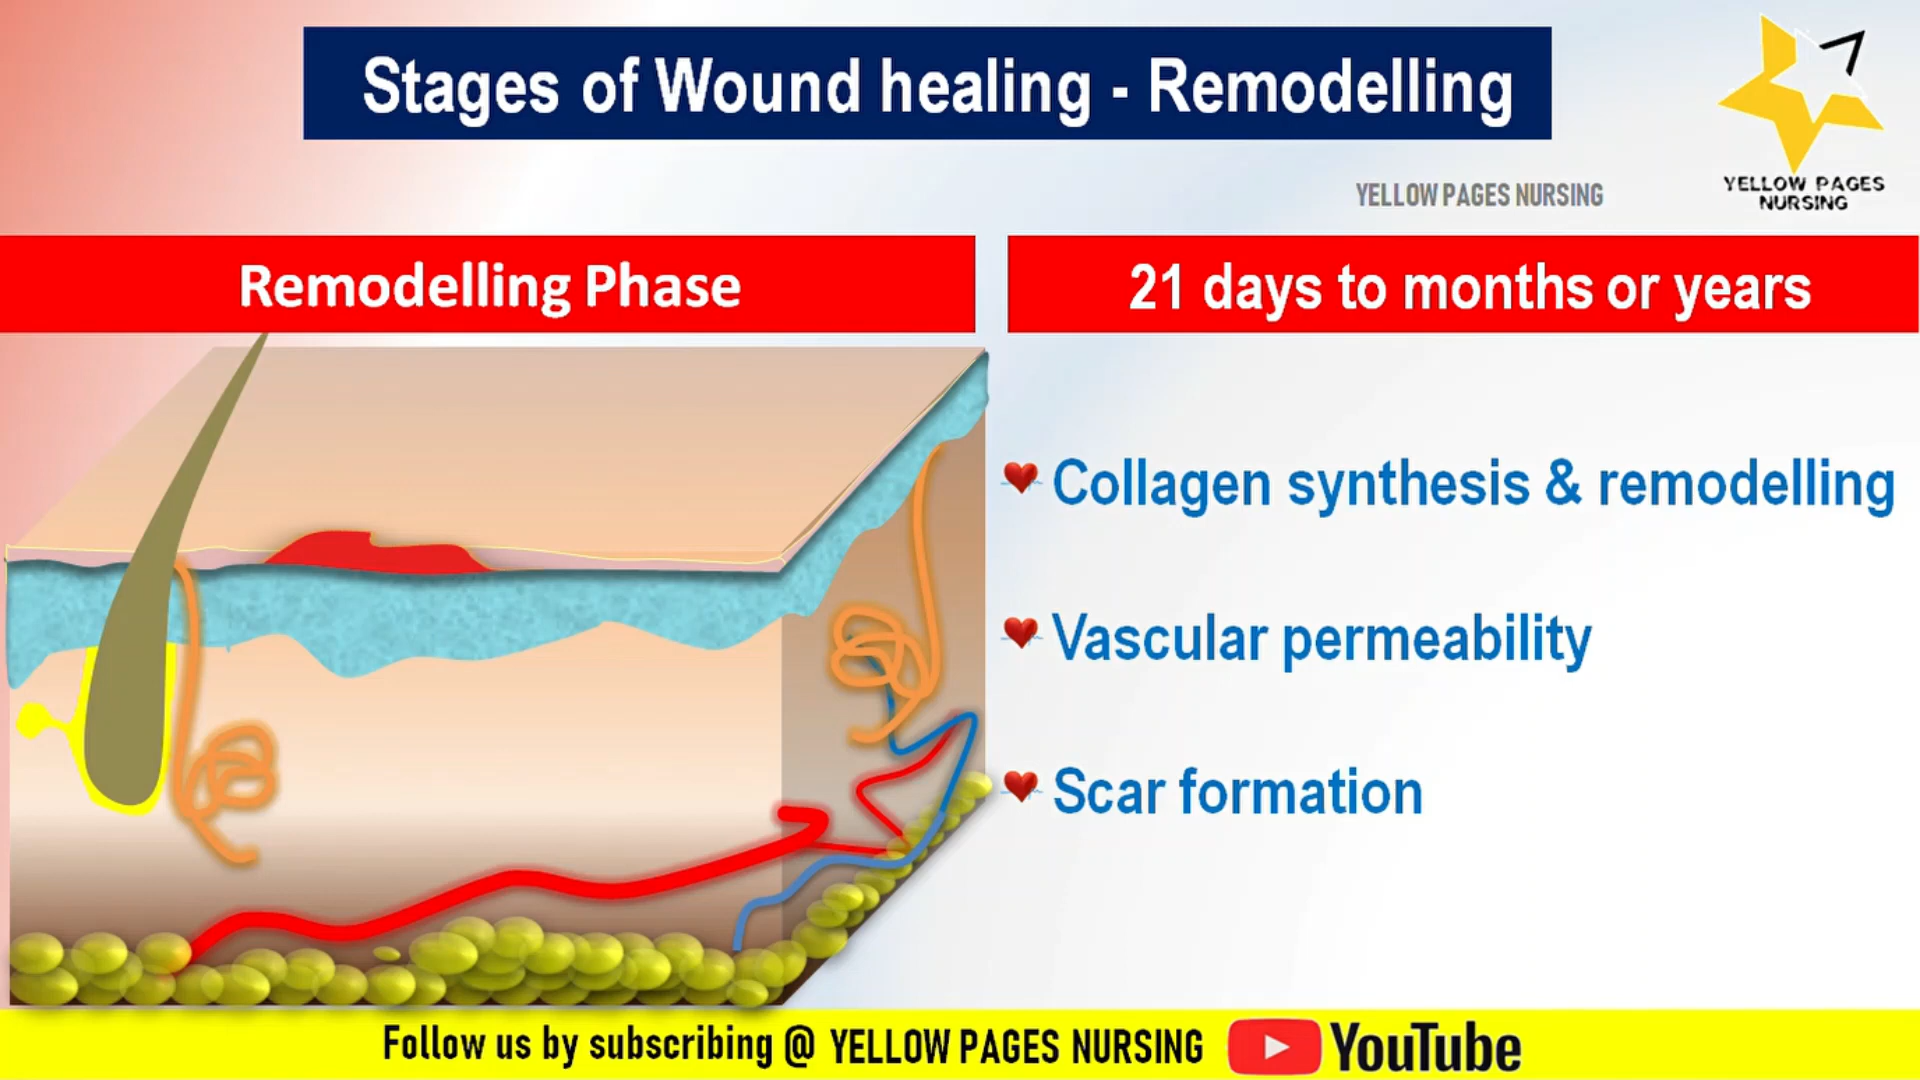 Stages of Wound healing - Remodelling
YELLOW PAGES NURSING
YELLOW PAGES
NURSING
Remodelling Phase
21 days to months or years
Collagen synthesis & remodelling
Vascular permeability
Scar formation
Follow us by subscribing @ YELLOW PAGES NURSING YouTube